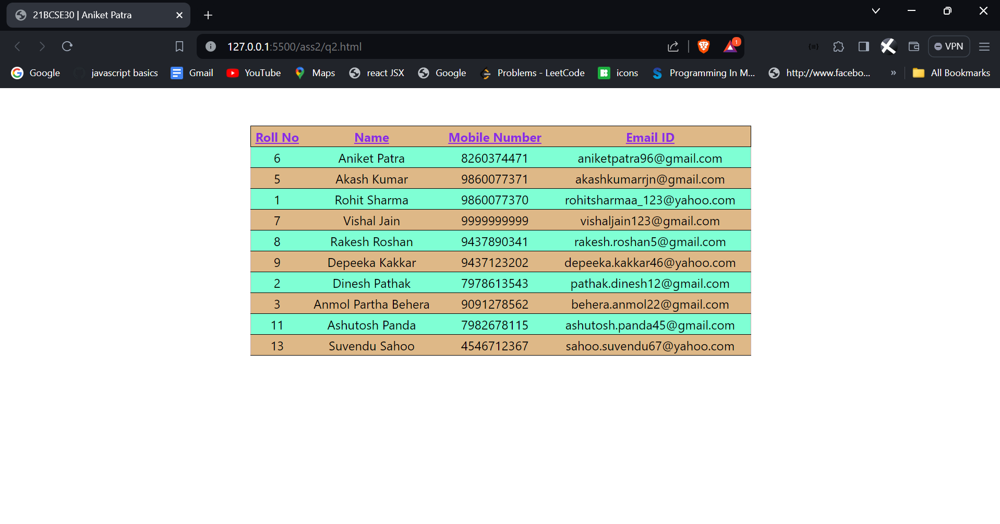 21BCSE30 | Aniket Patra
127.0.0.1:5500/ass2/q2.html 1 VPN
Google javascript basics Gmail YouTube Maps react JSX Google Problems - LeetCode icons Programming In M... http://www.facebo... » All Bookmarks
Roll No Name Mobile Number Email ID
6 Aniket Patra 8260374471 aniketpatra96@gmail.com
5 Akash Kumar 9860077371 akashkumarrjn@gmail.com
1 Rohit Sharma 9860077370 rohitsharmaa_123@yahoo.com
7 Vishal Jain 9999999999 vishaljain123@gmail.com
8 Rakesh Roshan 9437890341 rakesh.roshan5@gmail.com
9 Depeeka Kakkar 9437123202 depeeka.kakkar46@yahoo.com
2 Dinesh Pathak 7978613543 pathak.dinesh12@gmail.com
3 Anmol Partha Behera 9091278562 behera.anmol22@gmail.com
11 Ashutosh Panda 7982678115 ashutosh.panda45@gmail.com
13 Suvendu Sahoo 4546712367 sahoo.suvendu67@yahoo.com